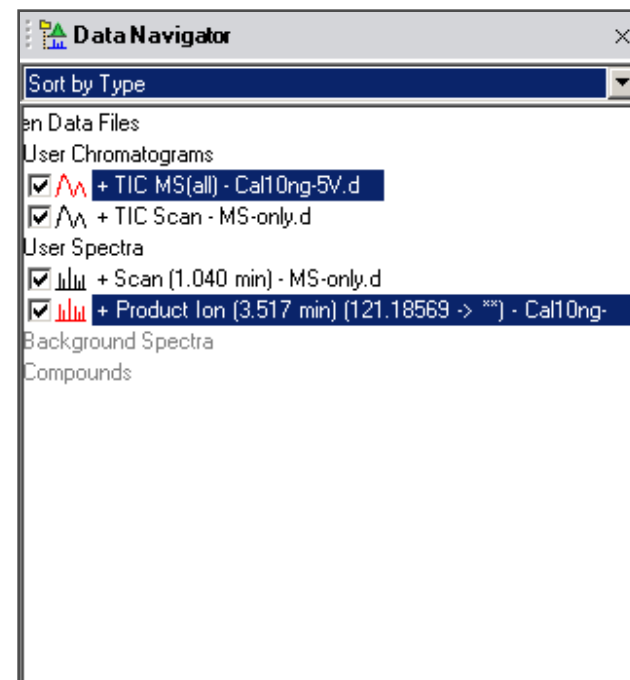 Data Navigator
Sort by Type
en Data Files
User Chromatograms
+ TIC MS(all) - Cal10ng-5V.d
+ TIC Scan - MS-only.d
User Spectra
+ Scan (1.040 min) - MS-only.d
+ Product Ion (3.517 min) (121.18569 -> **) - Cal10ng-
Background Spectra
Compounds